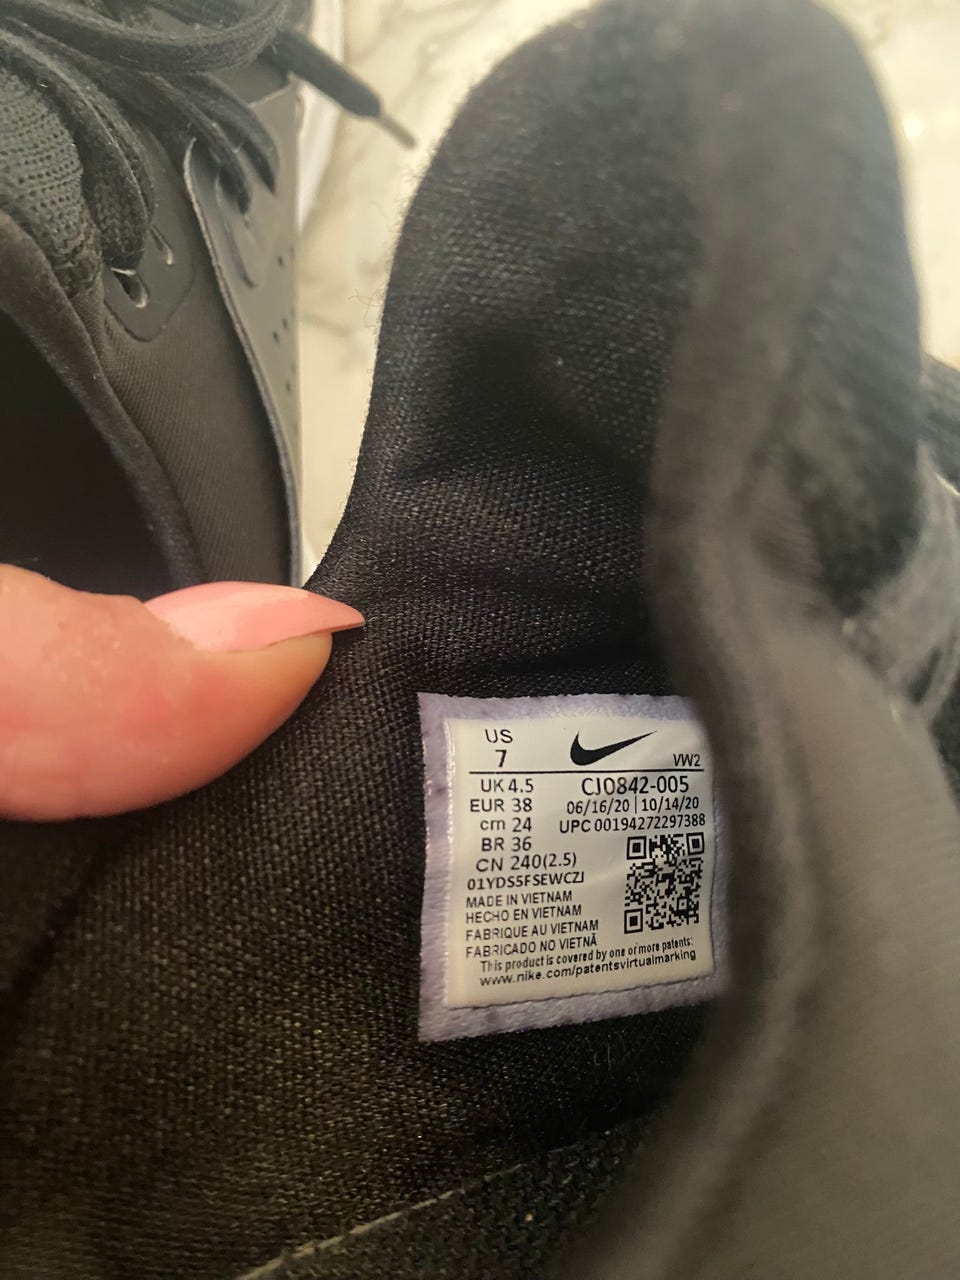 US
7
VW2
UK 4.5
CJ0842-005
EUR 38
06/16/20 | 10/14/20
cm 24
UPC 00194272297388
BR 36
CN 240(2.5)
01YDS5FSEWCZJ
MADE IN VIETNAM
HECHO EN VIETNAM
FABRIQUE AU VIETNAM
FABRICADO NO VIETNÃ
This product is covered by one or more patents:
www.nike.com/patentsvirtualmarking